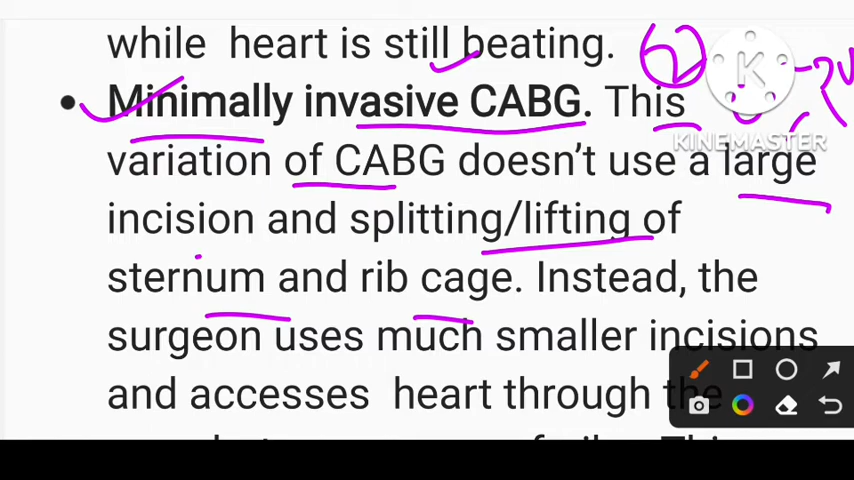 while heart is still beating.
• Minimally invasive CABG. This
variation of CABG doesn't use a large
incision and splitting/lifting of
sternum and rib cage. Instead, the
surgeon uses much smaller incisions
and accesses heart through the
K
KINEMASTER
2